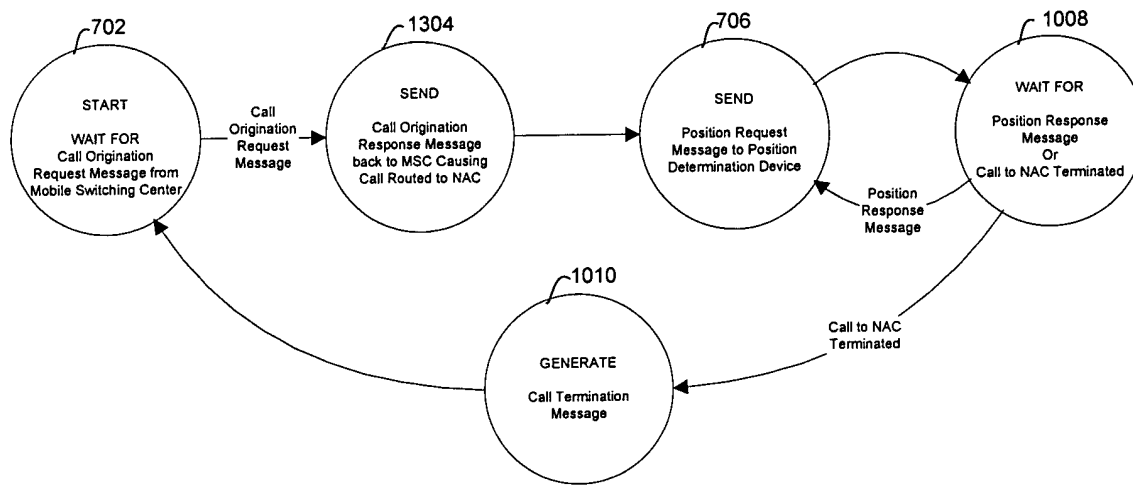 702
START
WAIT FOR
Call Origination
Request Message from
Mobile Switching Center
Call
Origination
Request
Message
1304
SEND
Call Origination
Response Message
back to MSC Causing
Call Routed to NAC
706
SEND
Position Request
Message to Position
Determination Device
1008
WAIT FOR
Position Response
Message
Or
Call to NAC Terminated
Position
Response
Message
Call to NAC
Terminated
1010
GENERATE
Call Termination
Message